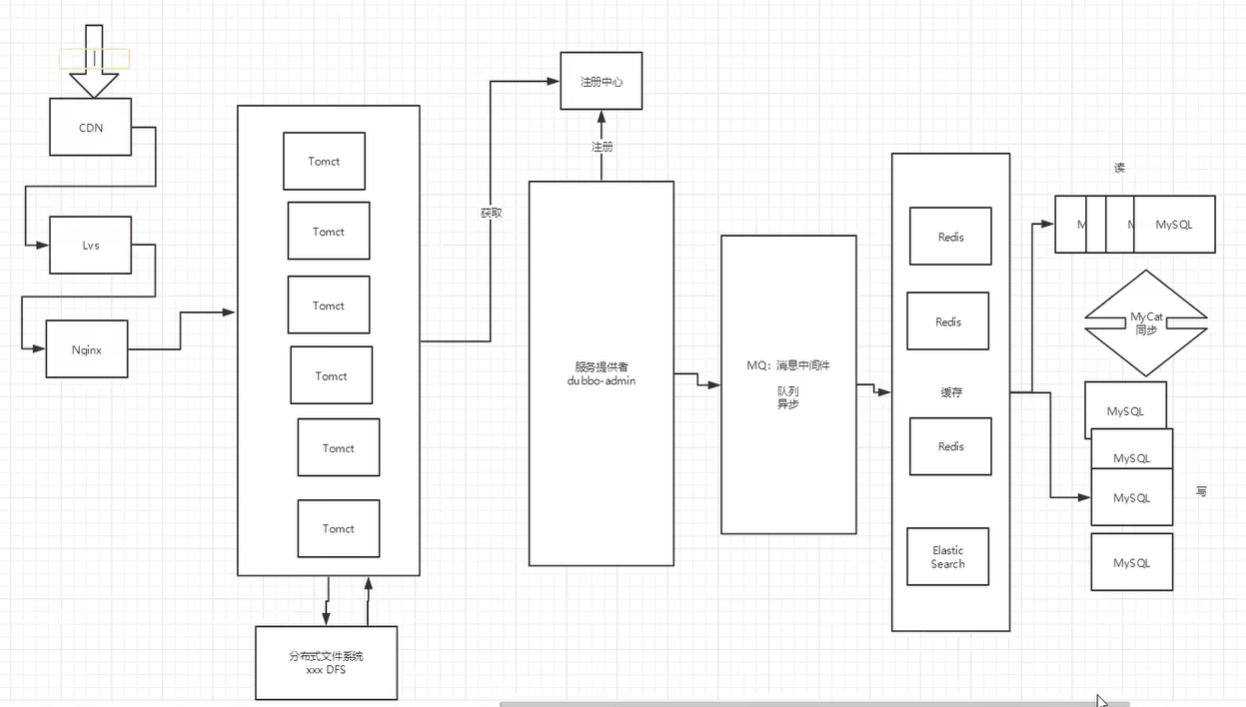 CDN
Lvs
Nginx
Tomct
Tomct
Tomct
Tomct
Tomct
Tomct
分布式文件系统
xxx DFS
获取
注册中心
注册
服务提供者
dubbo-admin
MQ：消息中间件
队列
异步
Redis
Redis
缓存
Redis
Elastic
Search
读
M
M
MySQL
MyCat
同步
MySQL
MySQL
MySQL
写
MySQL